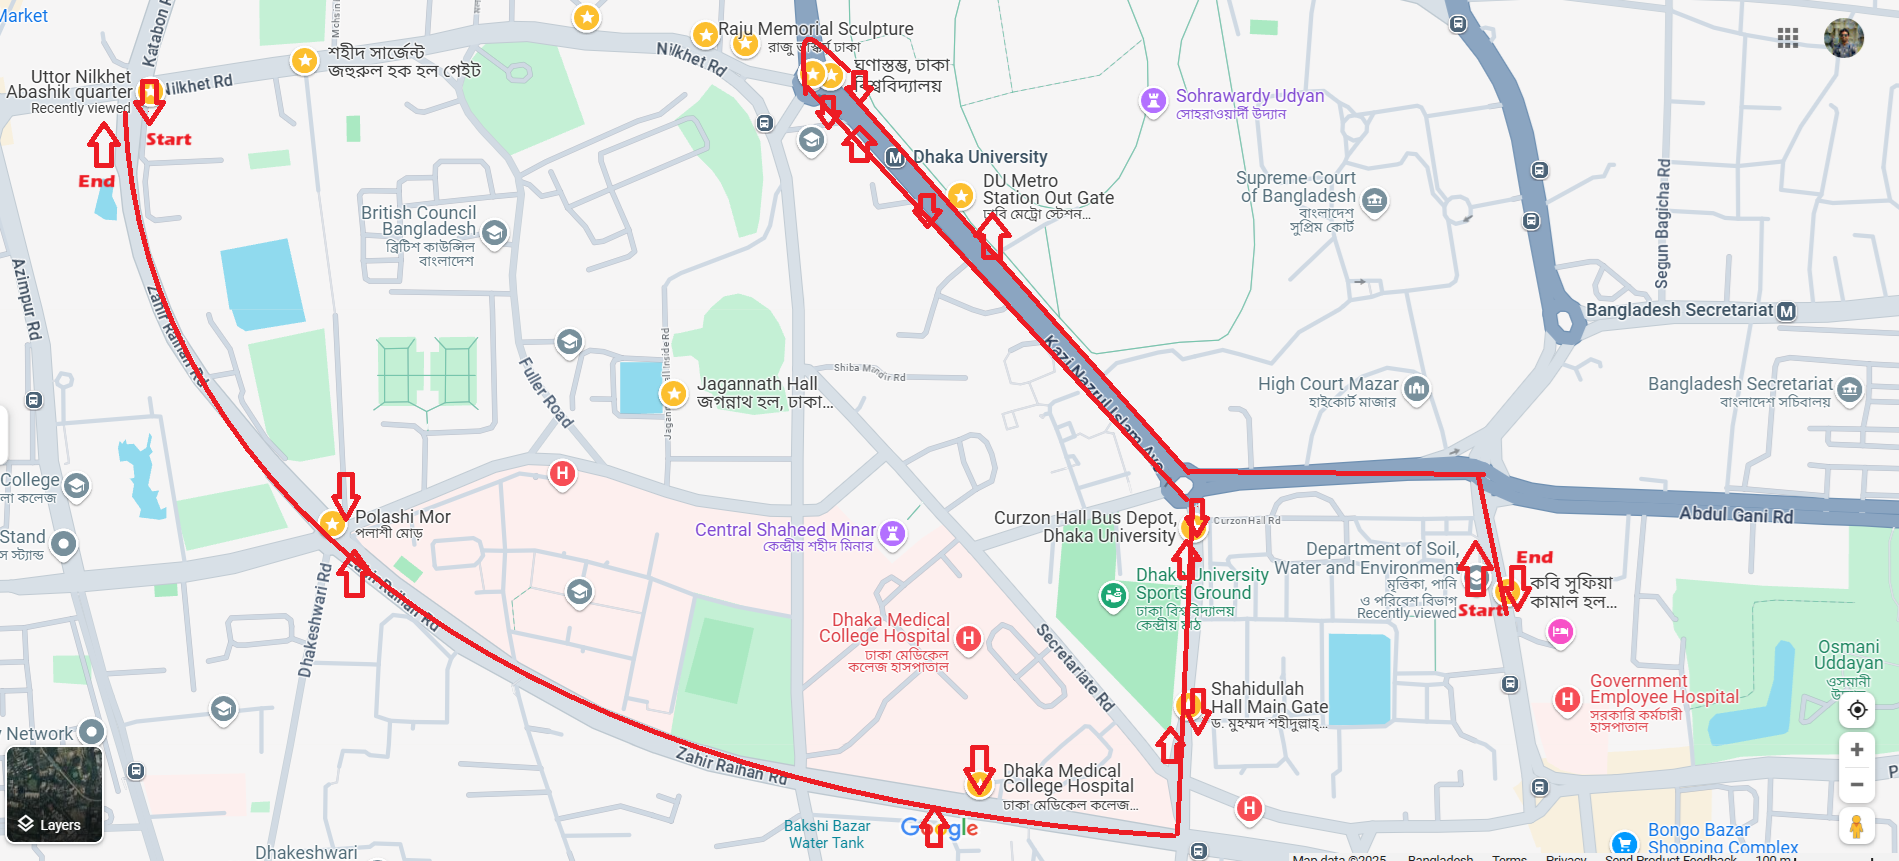 Market
Katabon R
Mohsin H
Nilkhet Rd
Raju Memorial Sculpture
রাজু ভাস্কর্য ঢাকা
শহীদ সার্জেন্ট
জহুরুল হক হল গেইট
ঘৃণাস্তম্ভ, ঢাকা
বিশ্ববিদ্যালয়
Uttor Nilkhet
Abashik quarter
Recently viewed
Nilkhet Rd
Start
End
Sohrawardy Udyan
সোহরাওয়ার্দী উদ্যান
M Dhaka University
DU Metro
Station Out Gate
ঢাবি মেট্রো স্টেশন...
Supreme Court
of Bangladesh
বাংলাদেশ
সুপ্রিম কোর্ট
Segun Bagicha Rd
British Council
Bangladesh
ব্রিটিশ কাউন্সিল
বাংলাদেশ
Azimpur Rd
Zahir Raihan Rd
Bangladesh Secretariat M
Kazi Nazrul Islam Ave
Jagannath Hall Inside Rd
Shiba Mandir Rd
Fuller Road
Jagannath Hall
জগন্নাথ হল, ঢাকা...
High Court Mazar
হাইকোর্ট মাজার
Bangladesh Secretariat
বাংলাদেশ সচিবালয়
College
লা কলেজ
H
Polashi Mor
পলাশী মোড়
Central Shaheed Minar
কেন্দ্রীয় শহীদ মিনার
Curzon Hall Bus Depot,
Dhaka University
Curzon Hall Rd
Abdul Gani Rd
Stand
স স্ট্যান্ড
Department of Soil,
Water and Environment
মৃত্তিকা, পানি
ও পরিবেশ বিভাগ
Recently viewed
Start
End
কবি সুফিয়া
কামাল হল...
Dhaka University
Sports Ground
ঢাকা বিশ্ববিদ্যালয়
কেন্দ্রীয় মাঠ
Zahir Raihan Rd
Dhakeshwari Rd
Dhaka Medical
College Hospital
H
ঢাকা মেডিকেল
কলেজ হাসপাতাল
Secretariate Rd
Osmani
Uddayan
ওসমানী
Shahidullah
Hall Main Gate
ড. মুহম্মদ শহীদুল্লাহ্...
H
Government
Employee Hospital
সরকারি কর্মচারী
হাসপাতাল
y Network
Zahir Raihan Rd
Dhaka Medical
College Hospital
ঢাকা মেডিকেল কলেজ...
H
Layers
Bakshi Bazar
Water Tank
Google
Bongo Bazar
Shopping Complex
Dhakeshwari
Map data ©2025 Bangladesh Terms Privacy Send Product Feedback 100 m